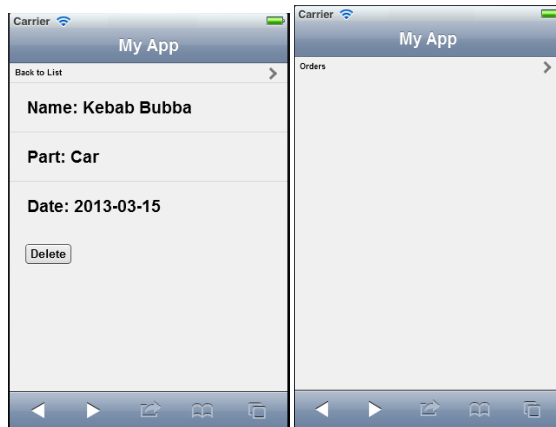 Carrier
My App
Back to List
Name: Kebab Bubba
Part: Car
Date: 2013-03-15
Delete
Carrier
My App
Orders